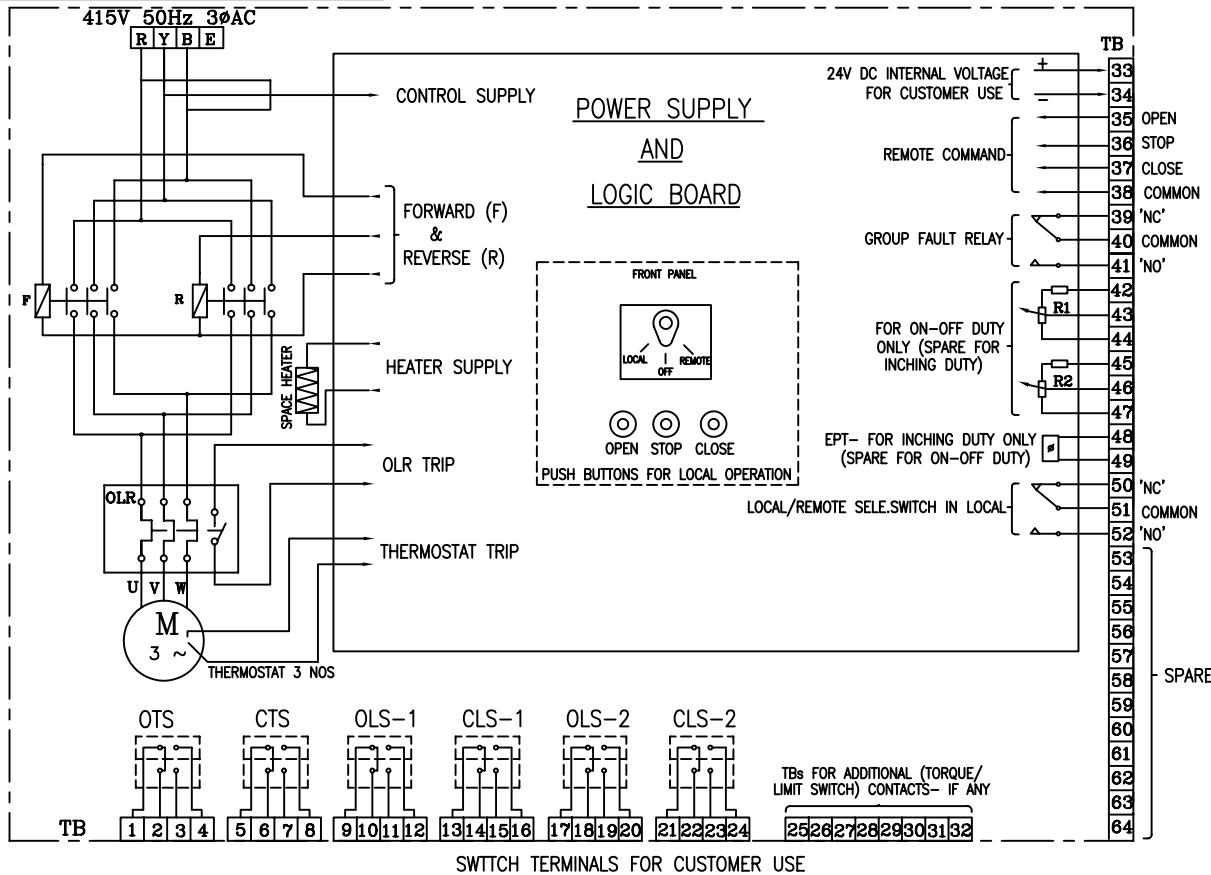 415V 50Hz 3øAC
R Y B E
CONTROL SUPPLY
FORWARD (F)
&
REVERSE (R)
F
R
SPACE HEATER
HEATER SUPPLY
OLR TRIP
OLR
THERMOSTAT TRIP
U V W
M
3 ~
THERMOSTAT 3 NOS
POWER SUPPLY
AND
LOGIC BOARD
FRONT PANEL
LOCAL
OFF
REMOTE
OPEN STOP CLOSE
PUSH BUTTONS FOR LOCAL OPERATION
24V DC INTERNAL VOLTAGE
FOR CUSTOMER USE
+
−
REMOTE COMMAND
GROUP FAULT RELAY
FOR ON−OFF DUTY
ONLY (SPARE FOR
INCHING DUTY)
R1
R2
EPT− FOR INCHING DUTY ONLY
(SPARE FOR ON−OFF DUTY)
ø
LOCAL/REMOTE SELE.SWITCH IN LOCAL
TB
33
34
35 OPEN
36 STOP
37 CLOSE
38 COMMON
39 'NC'
40 COMMON
41 'NO'
42
43
44
45
46
47
48
49
50 'NC'
51 COMMON
52 'NO'
53
54
55
56
57
58
59
60
61
62
63
64
SPARE
OTS CTS OLS−1 CLS−1 OLS−2 CLS−2
TBs FOR ADDITIONAL (TORQUE/
LIMIT SWITCH) CONTACTS− IF ANY
TB 1 2 3 4 5 6 7 8 9 10 11 12 13 14 15 16 17 18 19 20 21 22 23 24 25 26 27 28 29 30 31 32
SWTTCH TERMINALS FOR CUSTOMER USE